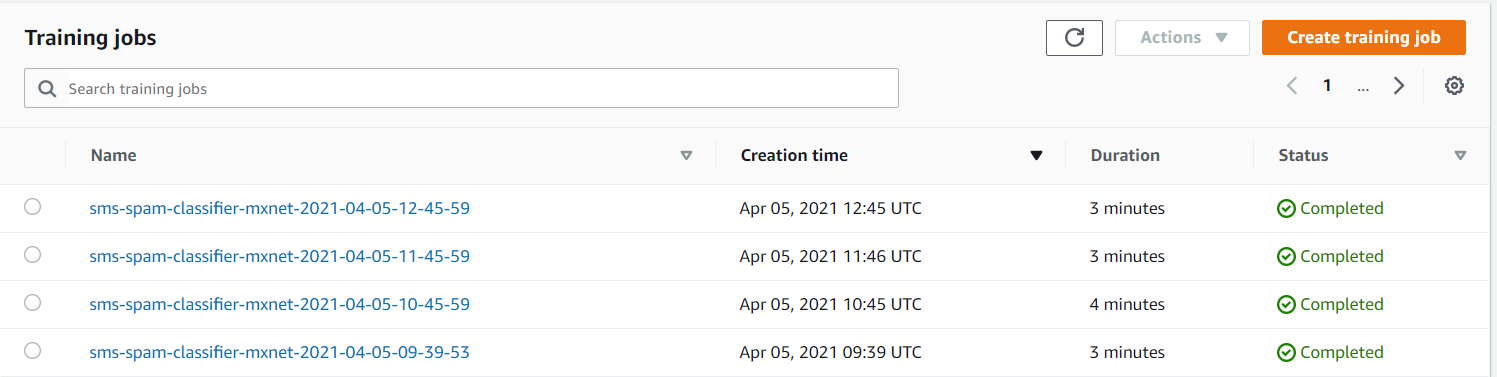 Training jobs
Actions
Create training job
Search training jobs
1 ...
Name Creation time Duration Status
sms-spam-classifier-mxnet-2021-04-05-12-45-59 Apr 05, 2021 12:45 UTC 3 minutes Completed
sms-spam-classifier-mxnet-2021-04-05-11-45-59 Apr 05, 2021 11:46 UTC 3 minutes Completed
sms-spam-classifier-mxnet-2021-04-05-10-45-59 Apr 05, 2021 10:45 UTC 4 minutes Completed
sms-spam-classifier-mxnet-2021-04-05-09-39-53 Apr 05, 2021 09:39 UTC 3 minutes Completed